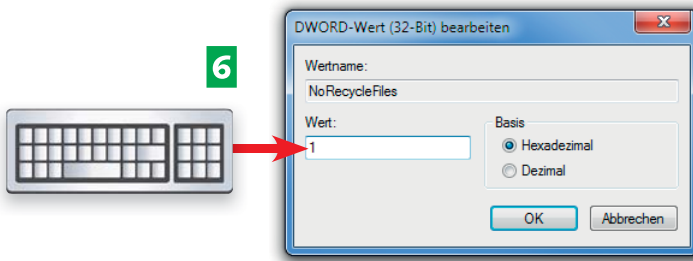 6
DWORD-Wert (32-Bit) bearbeiten
Wertname:
NoRecycleFiles
Wert:
1
Basis
Hexadezimal
Dezimal
OK
Abbrechen